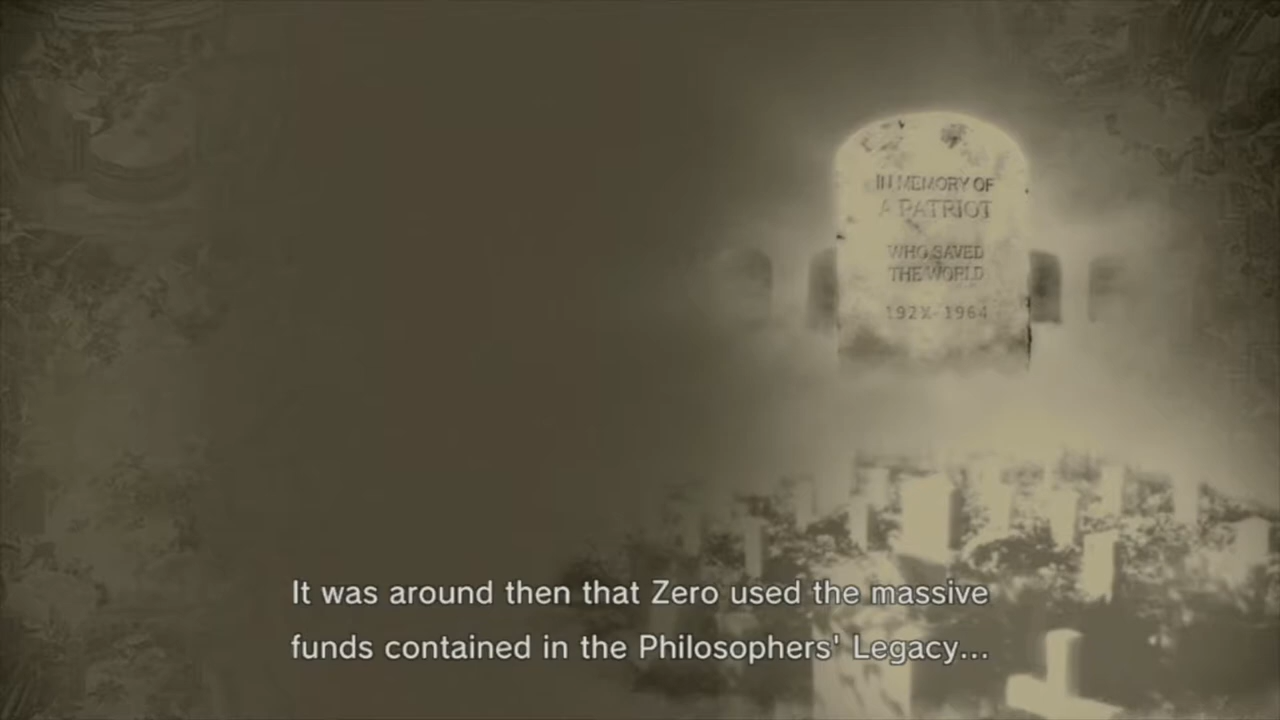 IN MEMORY OF
A PATRIOT
WHO SAVED
THE WORLD
192X-1964
It was around then that Zero used the massive
funds contained in the Philosophers' Legacy...